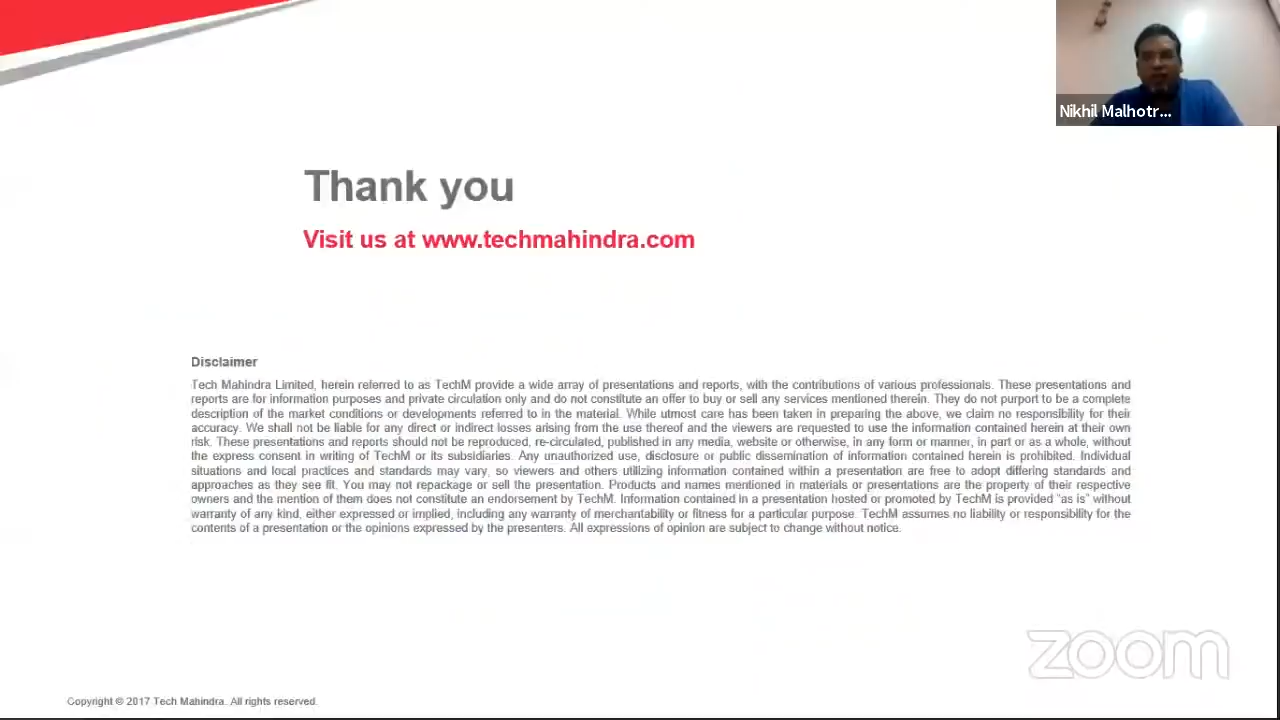 Nikhil Malhotr...
Thank you
Visit us at www.techmahindra.com
Disclaimer
Tech Mahindra Limited, herein referred to as TechM provide a wide array of presentations and reports, with the contributions of various professionals. These presentations and
reports are for information purposes and private circulation only and do not constitute an offer to buy or sell any services mentioned therein. They do not purport to be a complete
description of the market conditions or developments referred to in the material. While utmost care has been taken in preparing the above, we claim no responsibility for their
accuracy. We shall not be liable for any direct or indirect losses arising from the use thereof and the viewers are requested to use the information contained herein at their own
risk. These presentations and reports should not be reproduced, re-circulated, published in any media, website or otherwise, in any form or manner, in part or as a whole, without
the express consent in writing of TechM or its subsidiaries. Any unauthorized use, disclosure or public dissemination of information contained herein is prohibited. Individual
situations and local practices and standards may vary, so viewers and others utilizing information contained within a presentation are free to adopt differing standards and
approaches as they see fit. You may not repackage or sell the presentation. Products and names mentioned in materials or presentations are the property of their respective
owners and the mention of them does not constitute an endorsement by TechM. Information contained in a presentation hosted or promoted by TechM is provided "as is" without
warranty of any kind, either expressed or implied, including any warranty of merchantability or fitness for a particular purpose. TechM assumes no liability or responsibility for the
contents of a presentation or the opinions expressed by the presenters. All expressions of opinion are subject to change without notice.
zoom
Copyright © 2017 Tech Mahindra. All rights reserved.